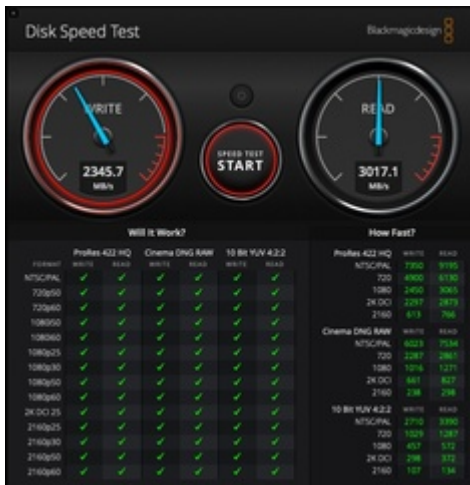 Disk Speed Test
Blackmagicdesign
WRITE
2345.7
MB/s
SPEED TEST
START
READ
3017.1
MB/s
Will It Work?
ProRes 422 HQ Cinema DNG RAW 10 Bit YUV 4:2:2
FORMAT WRITE READ WRITE READ WRITE READ
NTSC/PAL ✓ ✓ ✓ ✓ ✓ ✓
720p50 ✓ ✓ ✓ ✓ ✓ ✓
720p60 ✓ ✓ ✓ ✓ ✓ ✓
1080i50 ✓ ✓ ✓ ✓ ✓ ✓
1080i60 ✓ ✓ ✓ ✓ ✓ ✓
1080p25 ✓ ✓ ✓ ✓ ✓ ✓
1080p30 ✓ ✓ ✓ ✓ ✓ ✓
1080p50 ✓ ✓ ✓ ✓ ✓ ✓
1080p60 ✓ ✓ ✓ ✓ ✓ ✓
2K DCI 25 ✓ ✓ ✓ ✓ ✓ ✓
2160p25 ✓ ✓ ✓ ✓ ✓ ✓
2160p30 ✓ ✓ ✓ ✓ ✓ ✓
2160p50 ✓ ✓ ✓ ✓ ✓ ✓
2160p60 ✓ ✓ ✓ ✓ ✓ ✓
How Fast?
ProRes 422 HQ WRITE READ
NTSC/PAL 7350 9195
720 4900 6130
1080 2450 3065
2K DCI 2297 2873
2160 613 766
Cinema DNG RAW WRITE READ
NTSC/PAL 6023 7534
720 2287 2861
1080 1016 1271
2K DCI 661 827
2160 238 298
10 Bit YUV 4:2:2 WRITE READ
NTSC/PAL 2710 3390
720 1029 1287
1080 457 572
2K DCI 298 372
2160 107 134